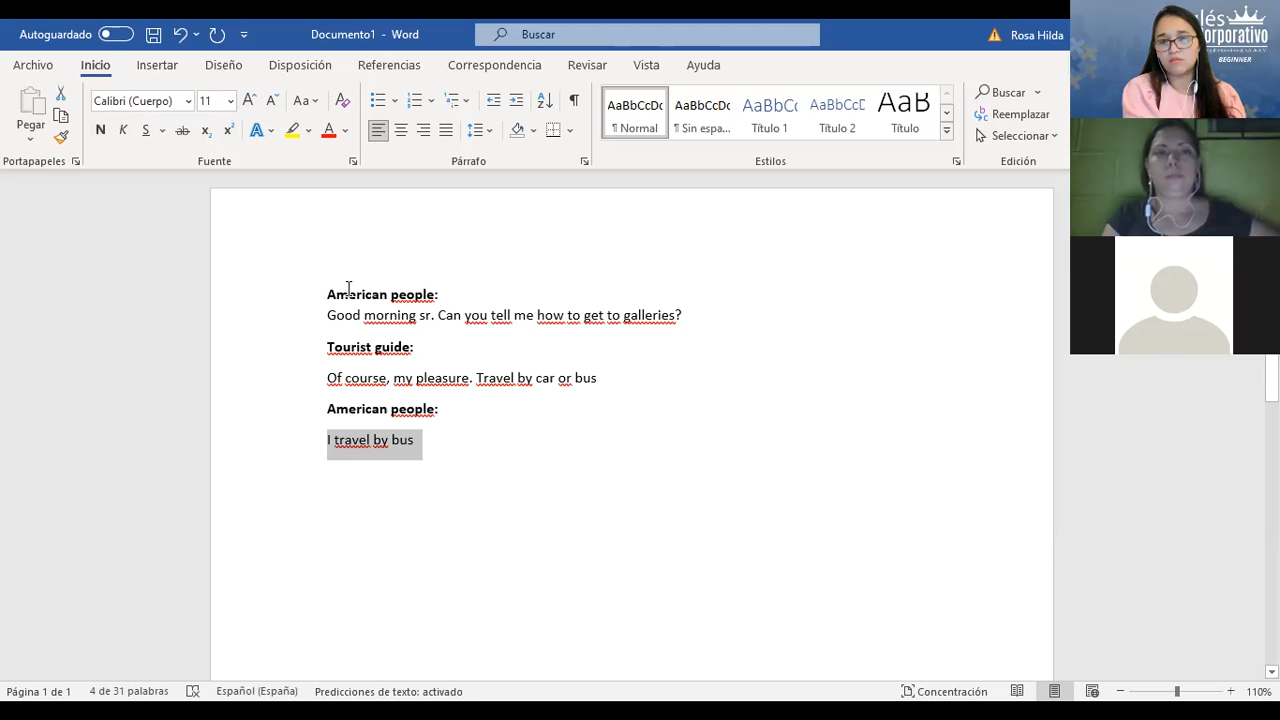 Autoguardado
Documento1 - Word
Buscar
Rosa Hilda
Archivo
Inicio
Insertar
Diseño
Disposición
Referencias
Correspondencia
Revisar
Vista
Ayuda
Pegar
Portapapeles
Calibri (Cuerpo)
11
N K S ab x₂ x²
Fuente
Párrafo
AaBbCcDc
¶ Normal
AaBbCcDc
¶ Sin espa...
AaBbCc
Título 1
AaBbCcD
Título 2
AaB
Título
Estilos
Buscar
Reemplazar
Seleccionar
Edición
BEGINNER
American people:
Good morning sr. Can you tell me how to get to galleries?
Tourist guide:
Of course, my pleasure. Travel by car or bus
American people:
I travel by bus
Página 1 de 1
4 de 31 palabras
Español (España)
Predicciones de texto: activado
Concentración
110%